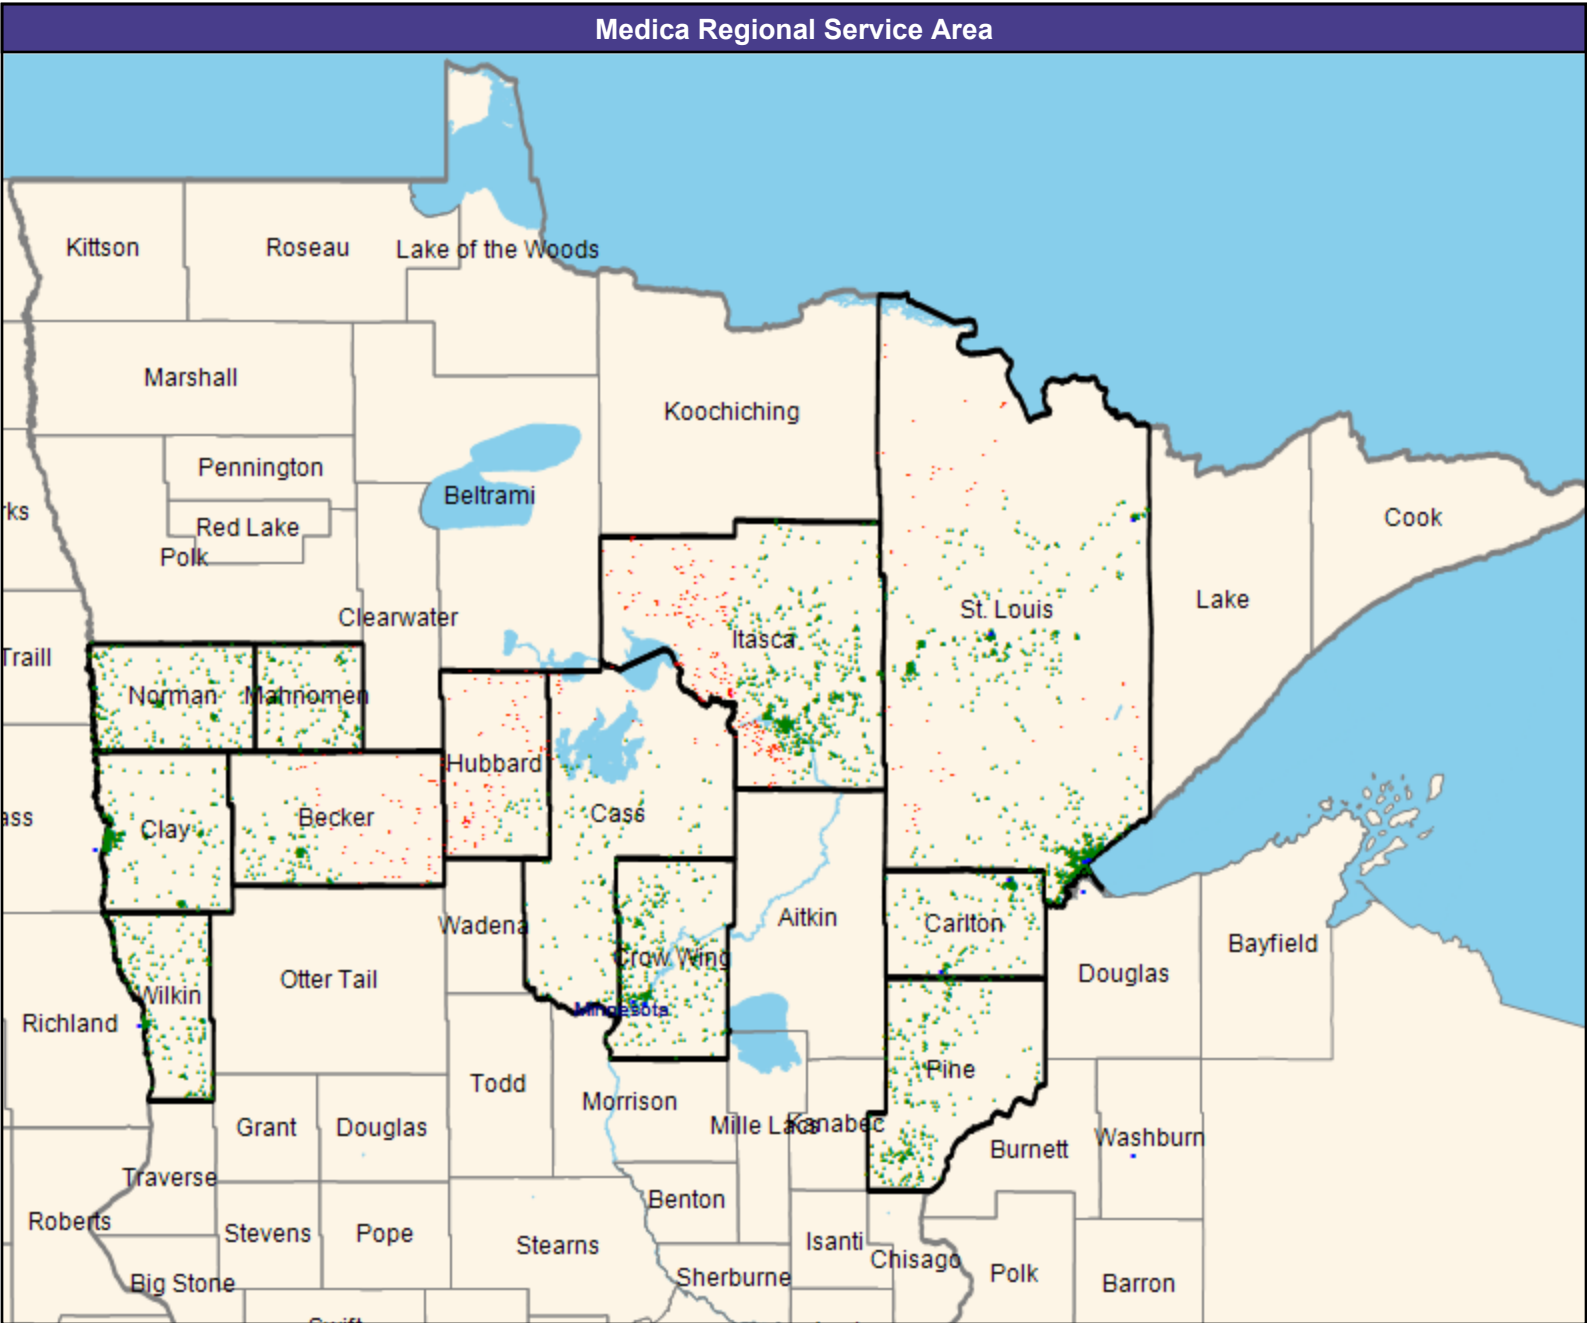 Medica Regional Service Area
Kittson
Roseau
Lake of the Woods
Marshall
Koochiching
Pennington
Beltrami
rks
Red Lake
Cook
Polk
Lake
St. Louis
Clearwater
Itasca
Traill
Norman
Mahnomen
Hubbard
ass
Clay
Becker
Cass
Wadena
Aitkin
Carlton
Bayfield
Crow Wing
Douglas
Otter Tail
Wilkin
Minnesota
Richland
Pine
Todd
Morrison
Grant
Douglas
Mille Lacs
Kanabec
Burnett
Washburn
Traverse
Benton
Roberts
Stevens
Pope
Stearns
Isanti
Chisago
Sherburne
Polk
Barron
Big Stone